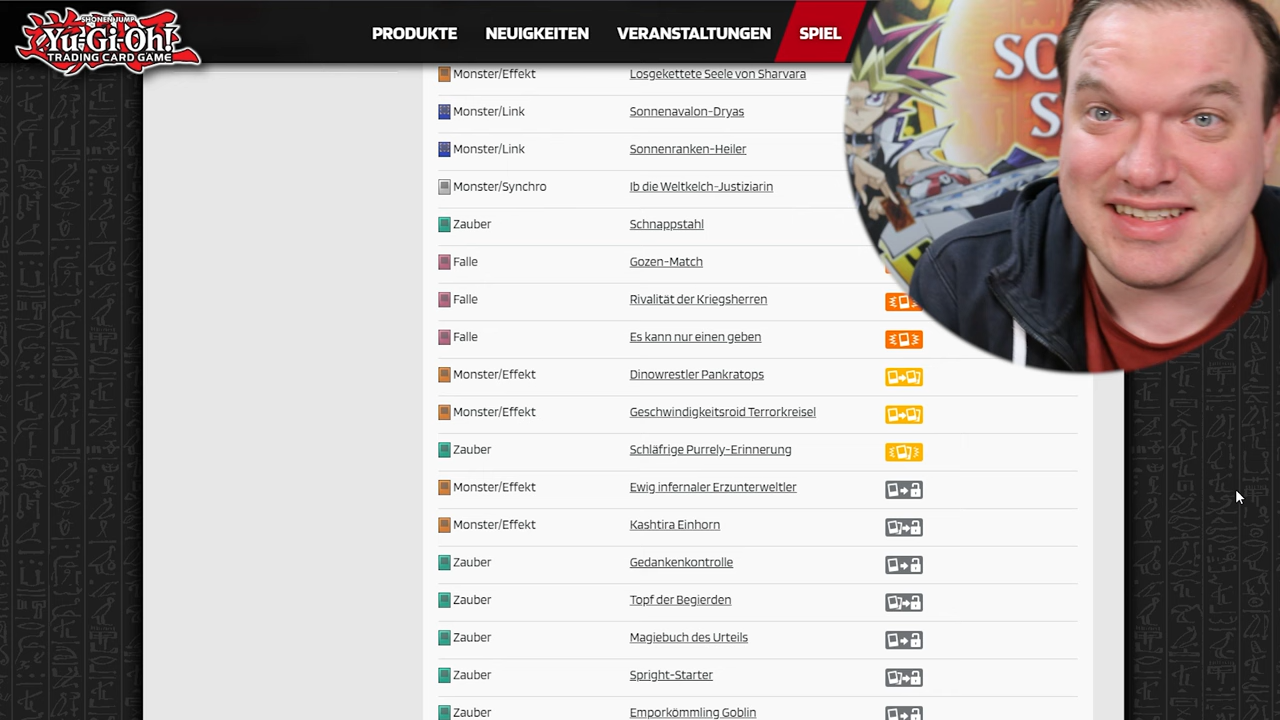 SHONEN JUMP
Yu-Gi-Oh!
TRADING CARD GAME
PRODUKTE NEUIGKEITEN VERANSTALTUNGEN SPIEL
Monster/Effekt Losgekettete Seele von Sharvara
Monster/Link Sonnenavalon-Dryas
Monster/Link Sonnenranken-Heiler
Monster/Synchro Ib die Weltkelch-Justiziarin
Zauber Schnappstahl
Falle Gozen-Match
Falle Rivalität der Kriegsherren
Falle Es kann nur einen geben
Monster/Effekt Dinowrestler Pankratops
Monster/Effekt Geschwindigkeitsroid Terrorkreisel
Zauber Schläfrige Purrely-Erinnerung
Monster/Effekt Ewig infernaler Erzunterweltler
Monster/Effekt Kashtira Einhorn
Zauber Gedankenkontrolle
Zauber Topf der Begierden
Zauber Magiebuch des Urteils
Zauber Spright-Starter
Zauber Emporkömmling Goblin